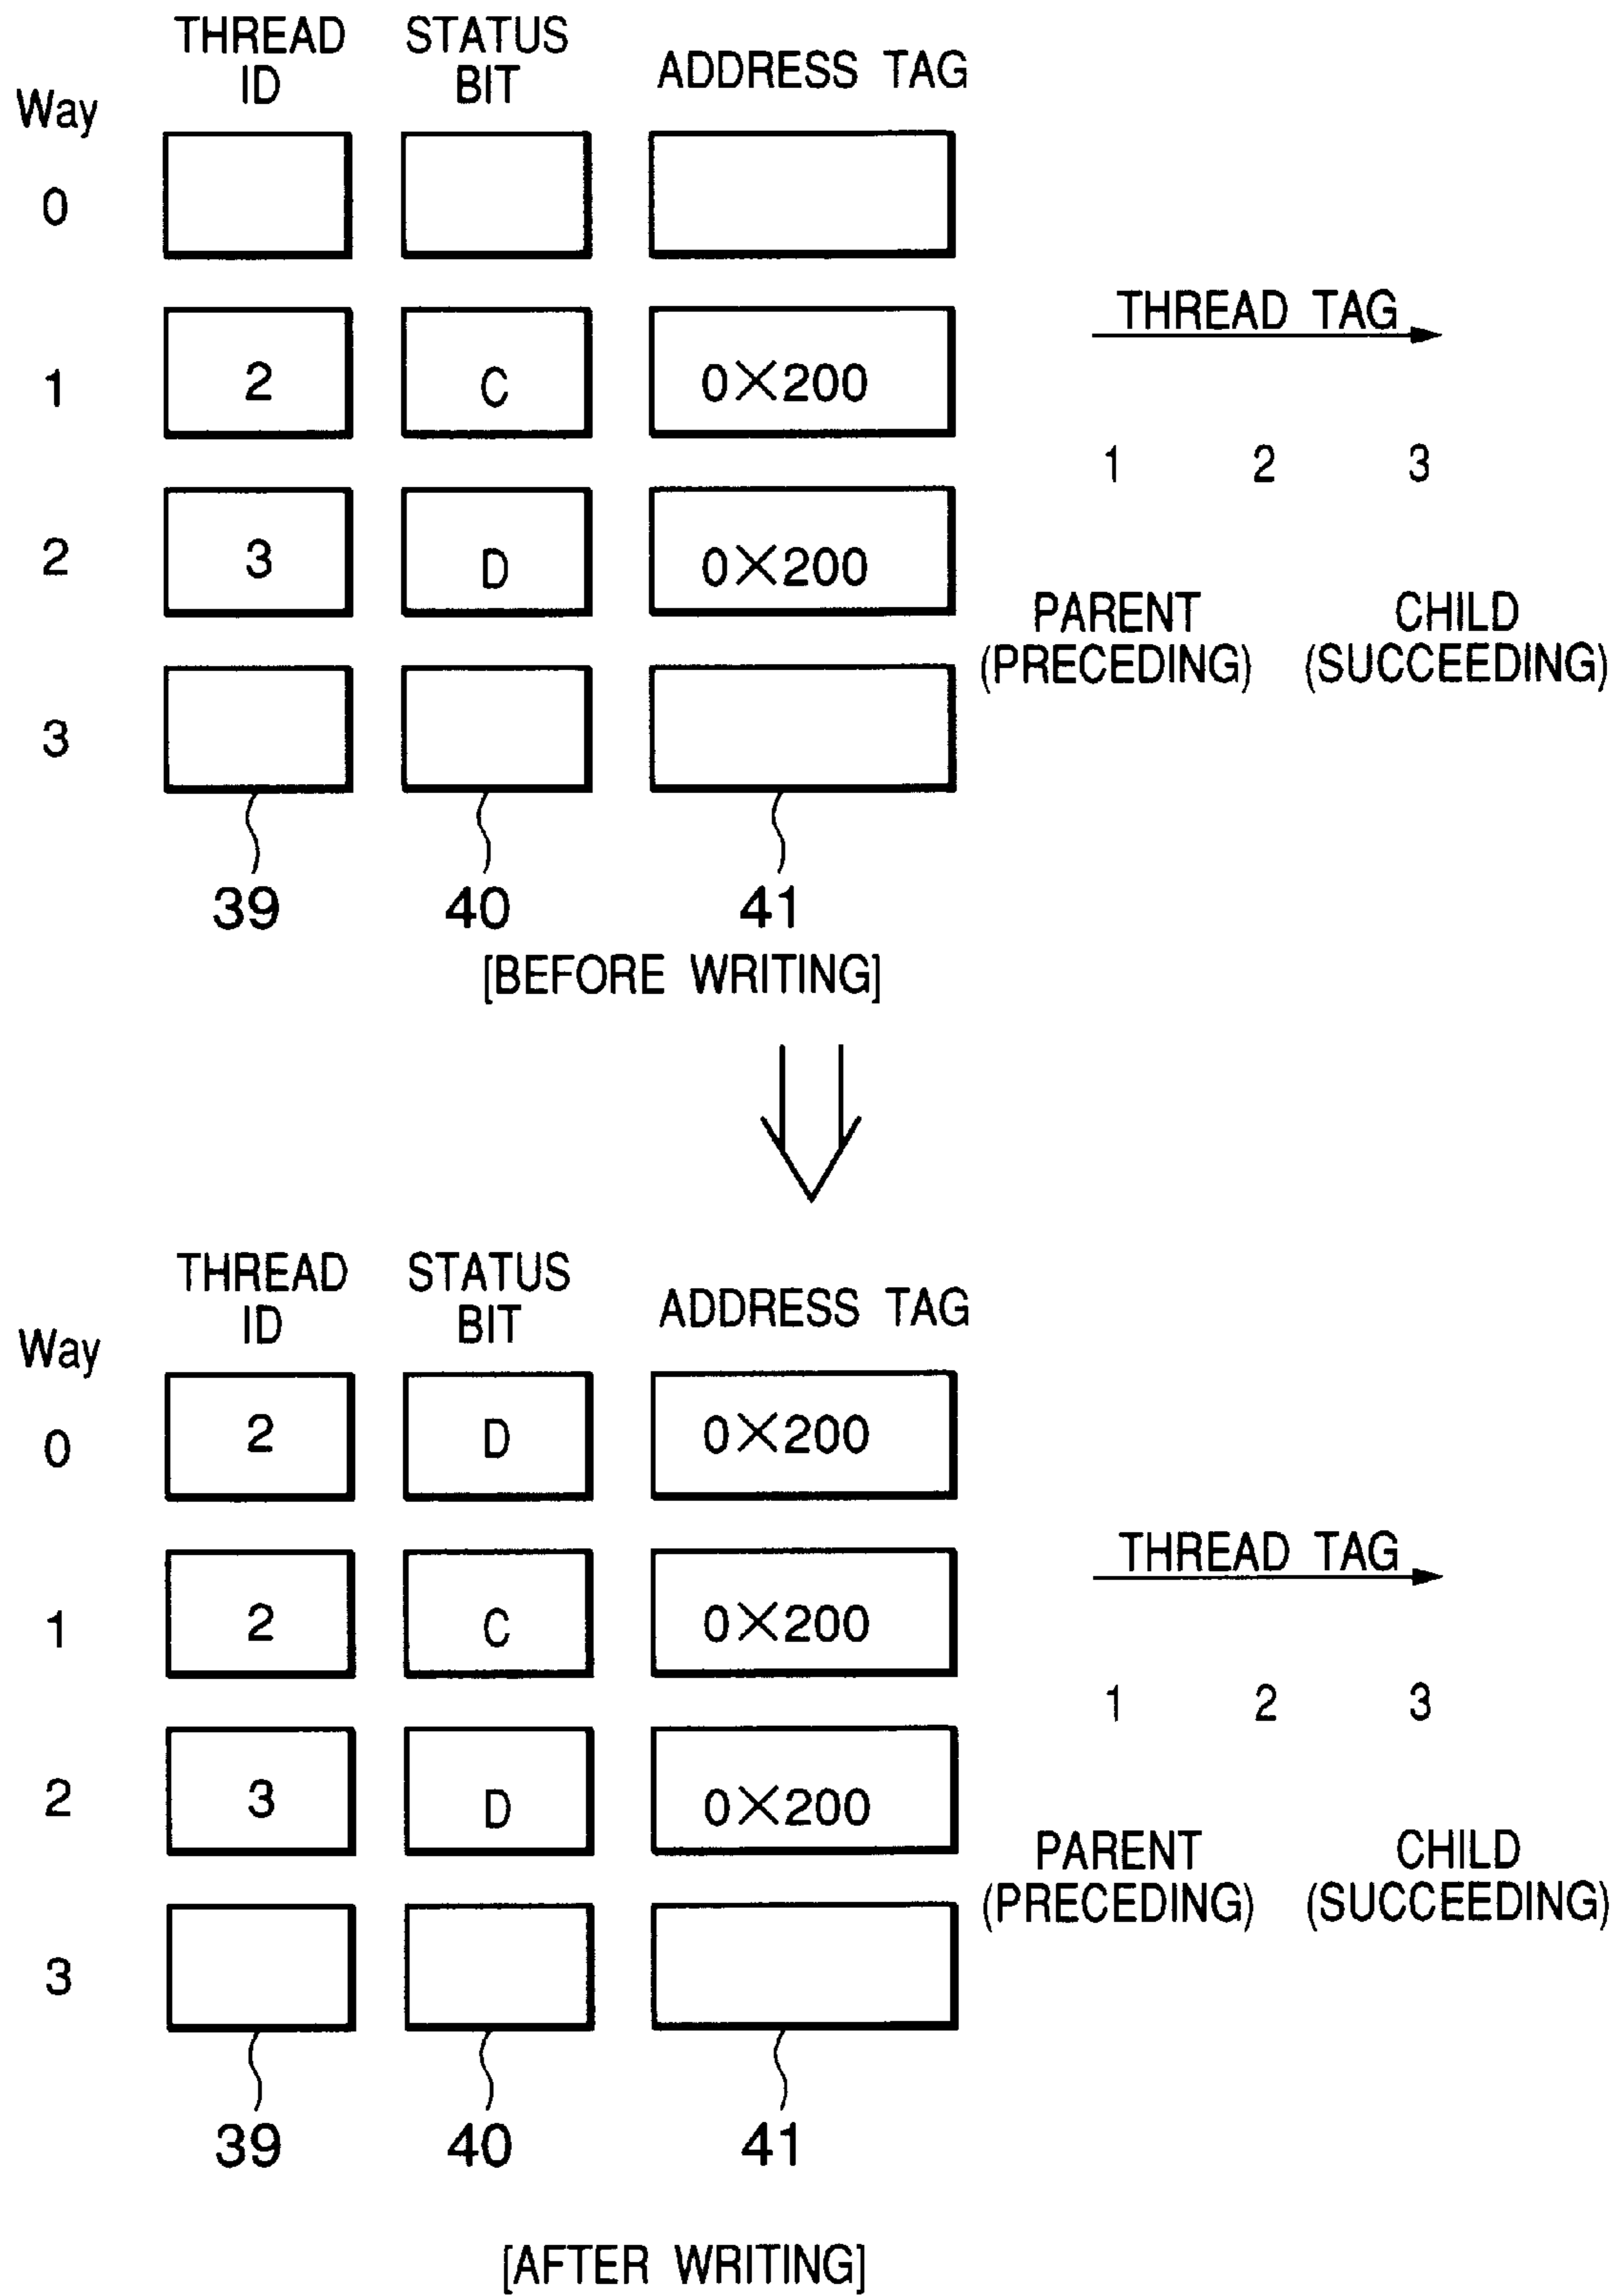 THREAD ID STATUS BIT ADDRESS TAG
Way
0
1 2 C 0×200
THREAD TAG
1 2 3
2 3 D 0×200
PARENT (PRECEDING) CHILD (SUCCEEDING)
3
39 40 41
[BEFORE WRITING]
THREAD ID STATUS BIT ADDRESS TAG
Way
0 2 D 0×200
1 2 C 0×200
THREAD TAG
1 2 3
2 3 D 0×200
PARENT (PRECEDING) CHILD (SUCCEEDING)
3
39 40 41
[AFTER WRITING]